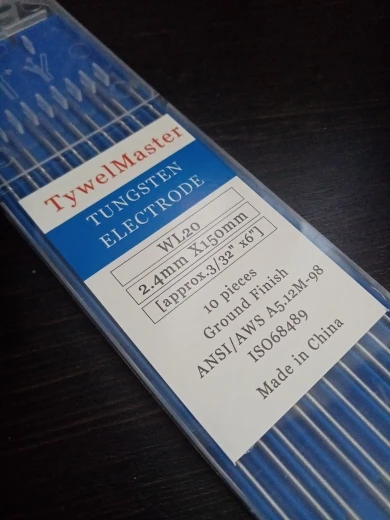 TywelMaster
TUNGSTEN
ELECTRODE
WL20
2.4mm X150mm
[approx.3/32" x6"]
10 pieces
Ground Finish
ANSI/AWS A5.12M-98
ISO68489
Made in China